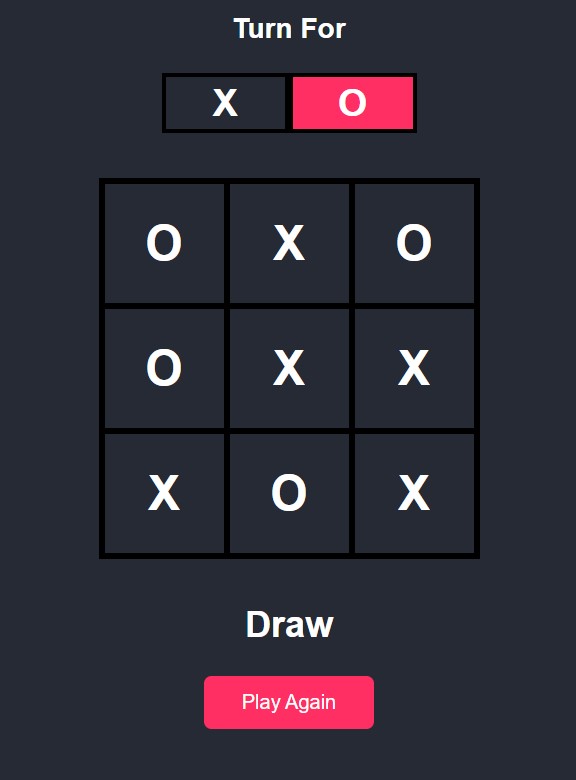 Turn For
X O
O X O
O X X
X O X
Draw
Play Again